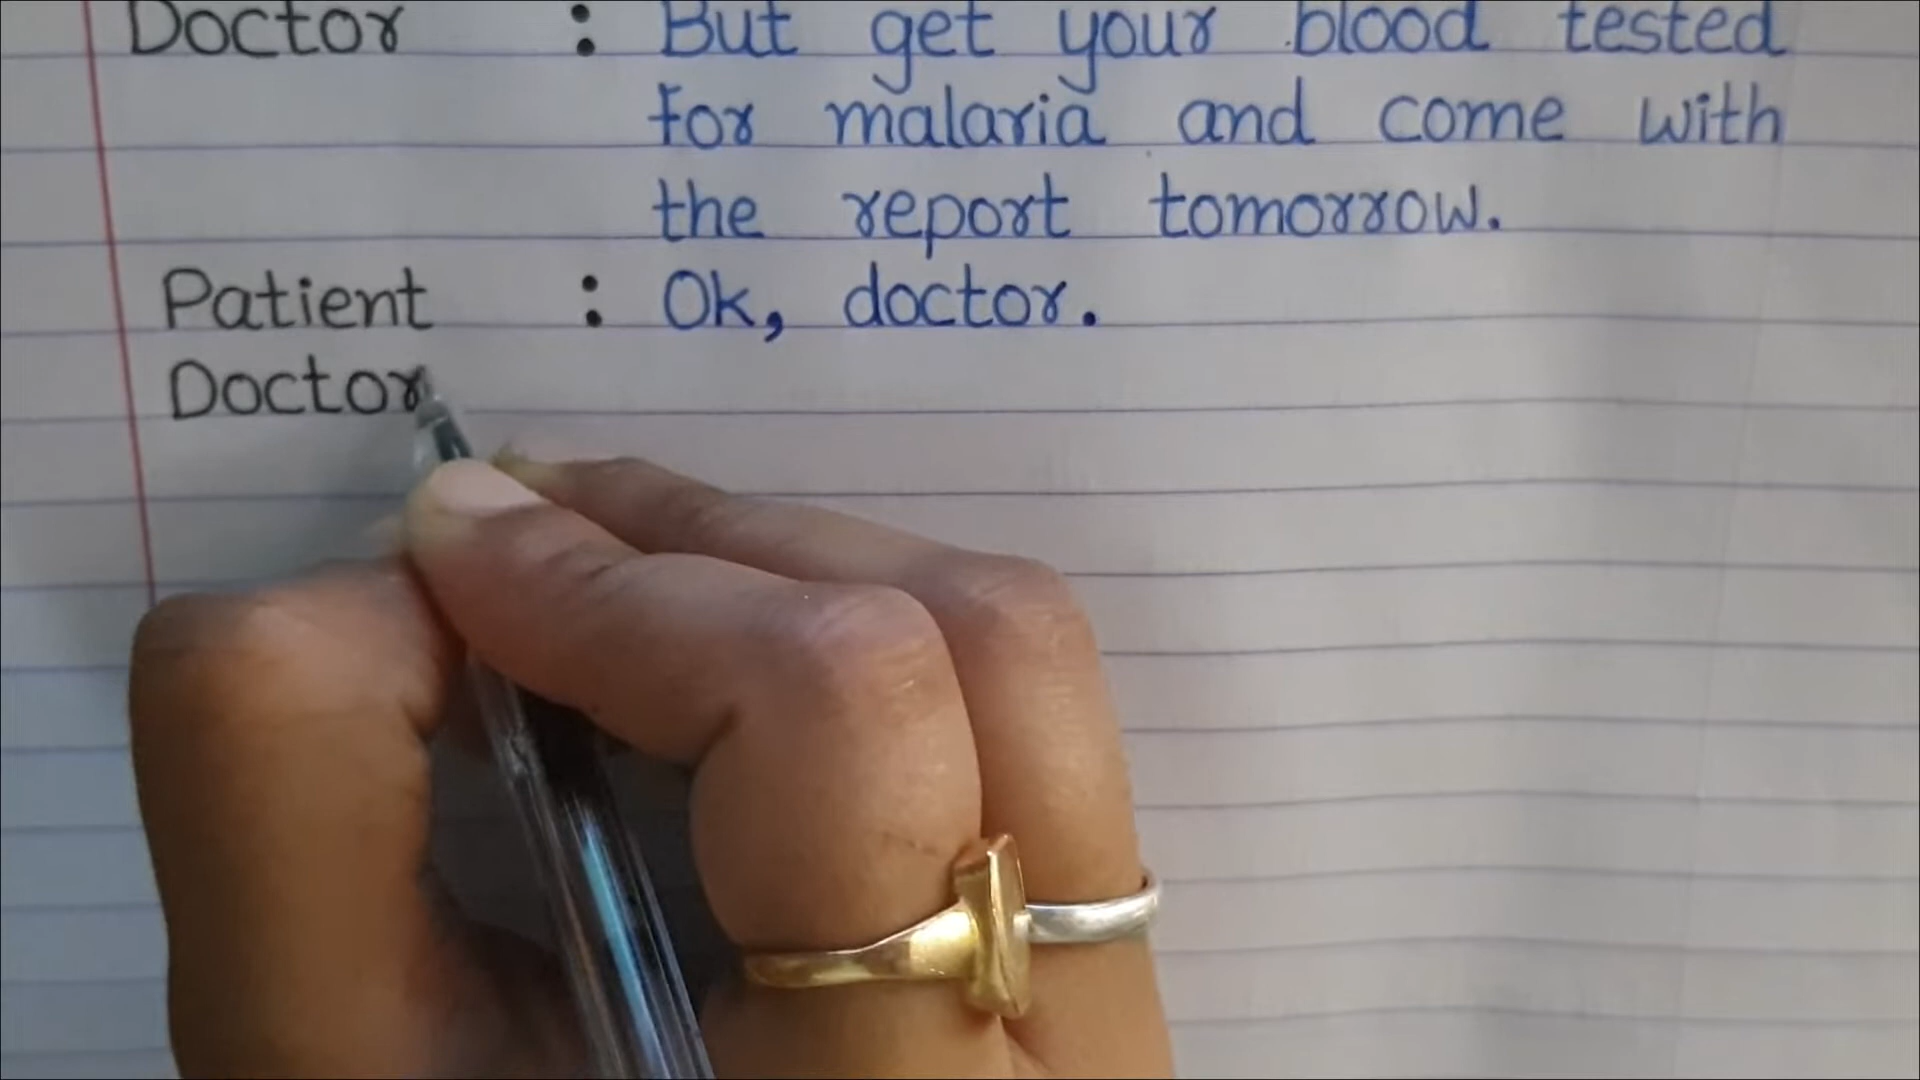 Doctor : But get your blood tested
for malaria and come with
the report tomorrow.
Patient : Ok, doctor.
Doctor